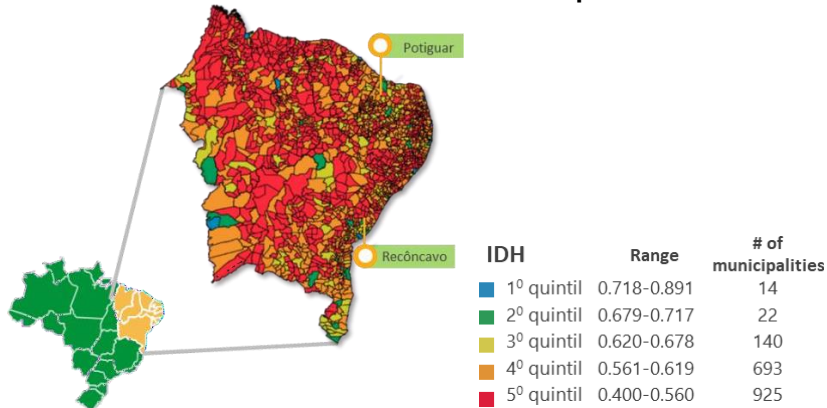 Potiguar
Recôncavo
IDH Range # of municipalities
1⁰ quintil 0.718-0.891 14
2⁰ quintil 0.679-0.717 22
3⁰ quintil 0.620-0.678 140
4⁰ quintil 0.561-0.619 693
5⁰ quintil 0.400-0.560 925